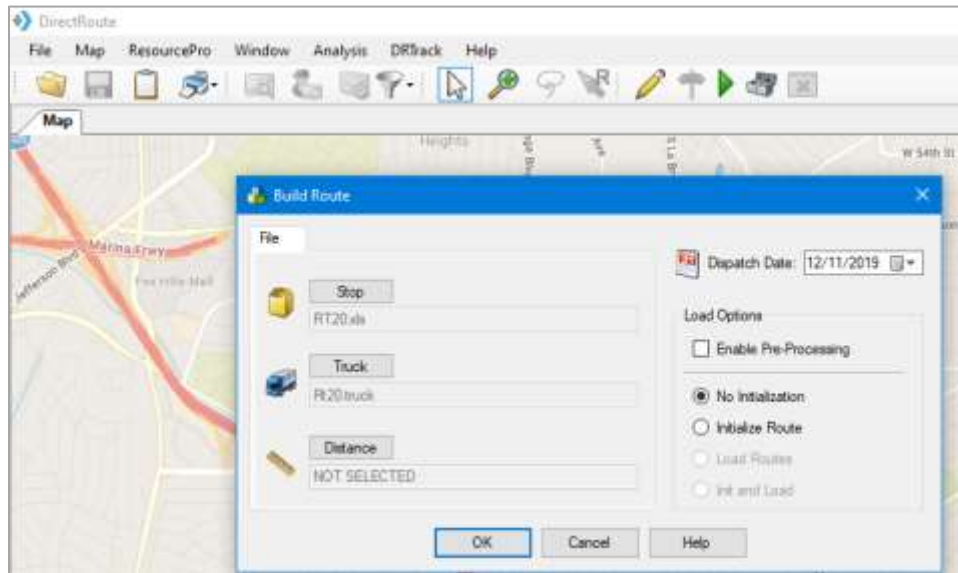 DirectRoute
File Map ResourcePro Window Analysis DRTrack Help
Map
Heights
W 54th St
Build Route
Marina Frwy
Jefferson Blvd
Fox Hills Mall
File
Dispatch Date: 12/11/2019
Stop
RT20.xls
Load Options
Enable Pre-Processing
Truck
Rt20.truck
No Initialization
Initialize Route
Distance
NOT SELECTED
Load Routes
Init and Load
OK Cancel Help